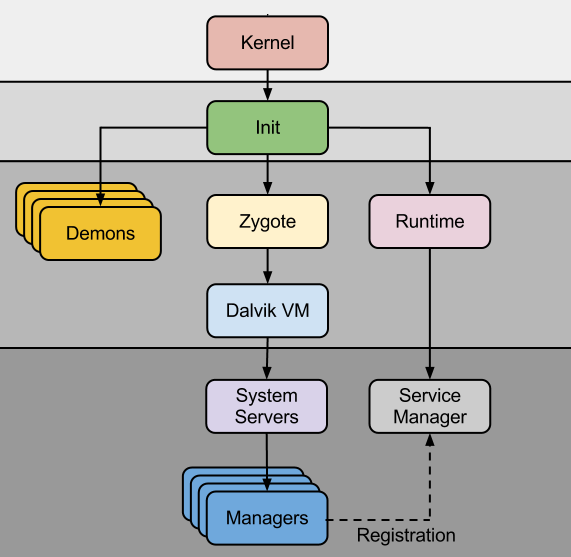 Kernel
Init
Demons
Zygote
Runtime
Dalvik VM
System
Servers
Service
Manager
Managers
Registration